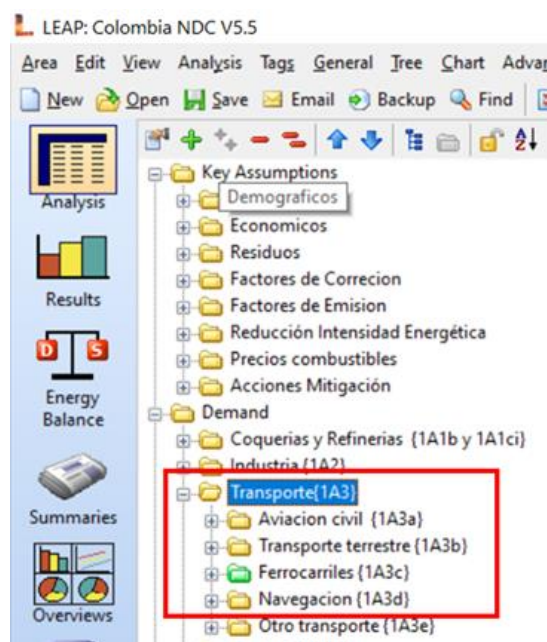 LEAP: Colombia NDC V5.5
Area Edit View Analysis Tags General Tree Chart Advar
New Open Save Email Backup Find
Analysis
Results
Energy
Balance
Summaries
Overviews
Key Assumptions
Demograficos
Economicos
Residuos
Factores de Correcion
Factores de Emision
Reducción Intensidad Energética
Precios combustibles
Acciones Mitigación
Demand
Coquerias y Refinerias {1A1b y 1A1ci}
Industria {1A2}
Transporte{1A3}
Aviacion civil {1A3a}
Transporte terrestre {1A3b}
Ferrocarriles {1A3c}
Navegacion {1A3d}
Otro transporte {1A3e}